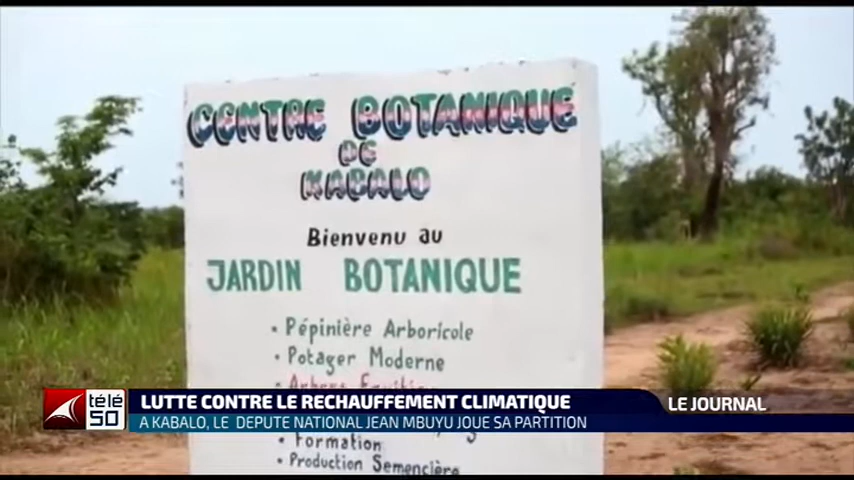 CENTRE BOTANIQUE
DE
KABALO
Bienvenu au
JARDIN BOTANIQUE
• Pépinière Arboricole
• Potager Moderne
télé
50
LUTTE CONTRE LE RECHAUFFEMENT CLIMATIQUE
LE JOURNAL
A KABALO, LE DEPUTE NATIONAL JEAN MBUYU JOUE SA PARTITION
• Formation
• Production Semencière